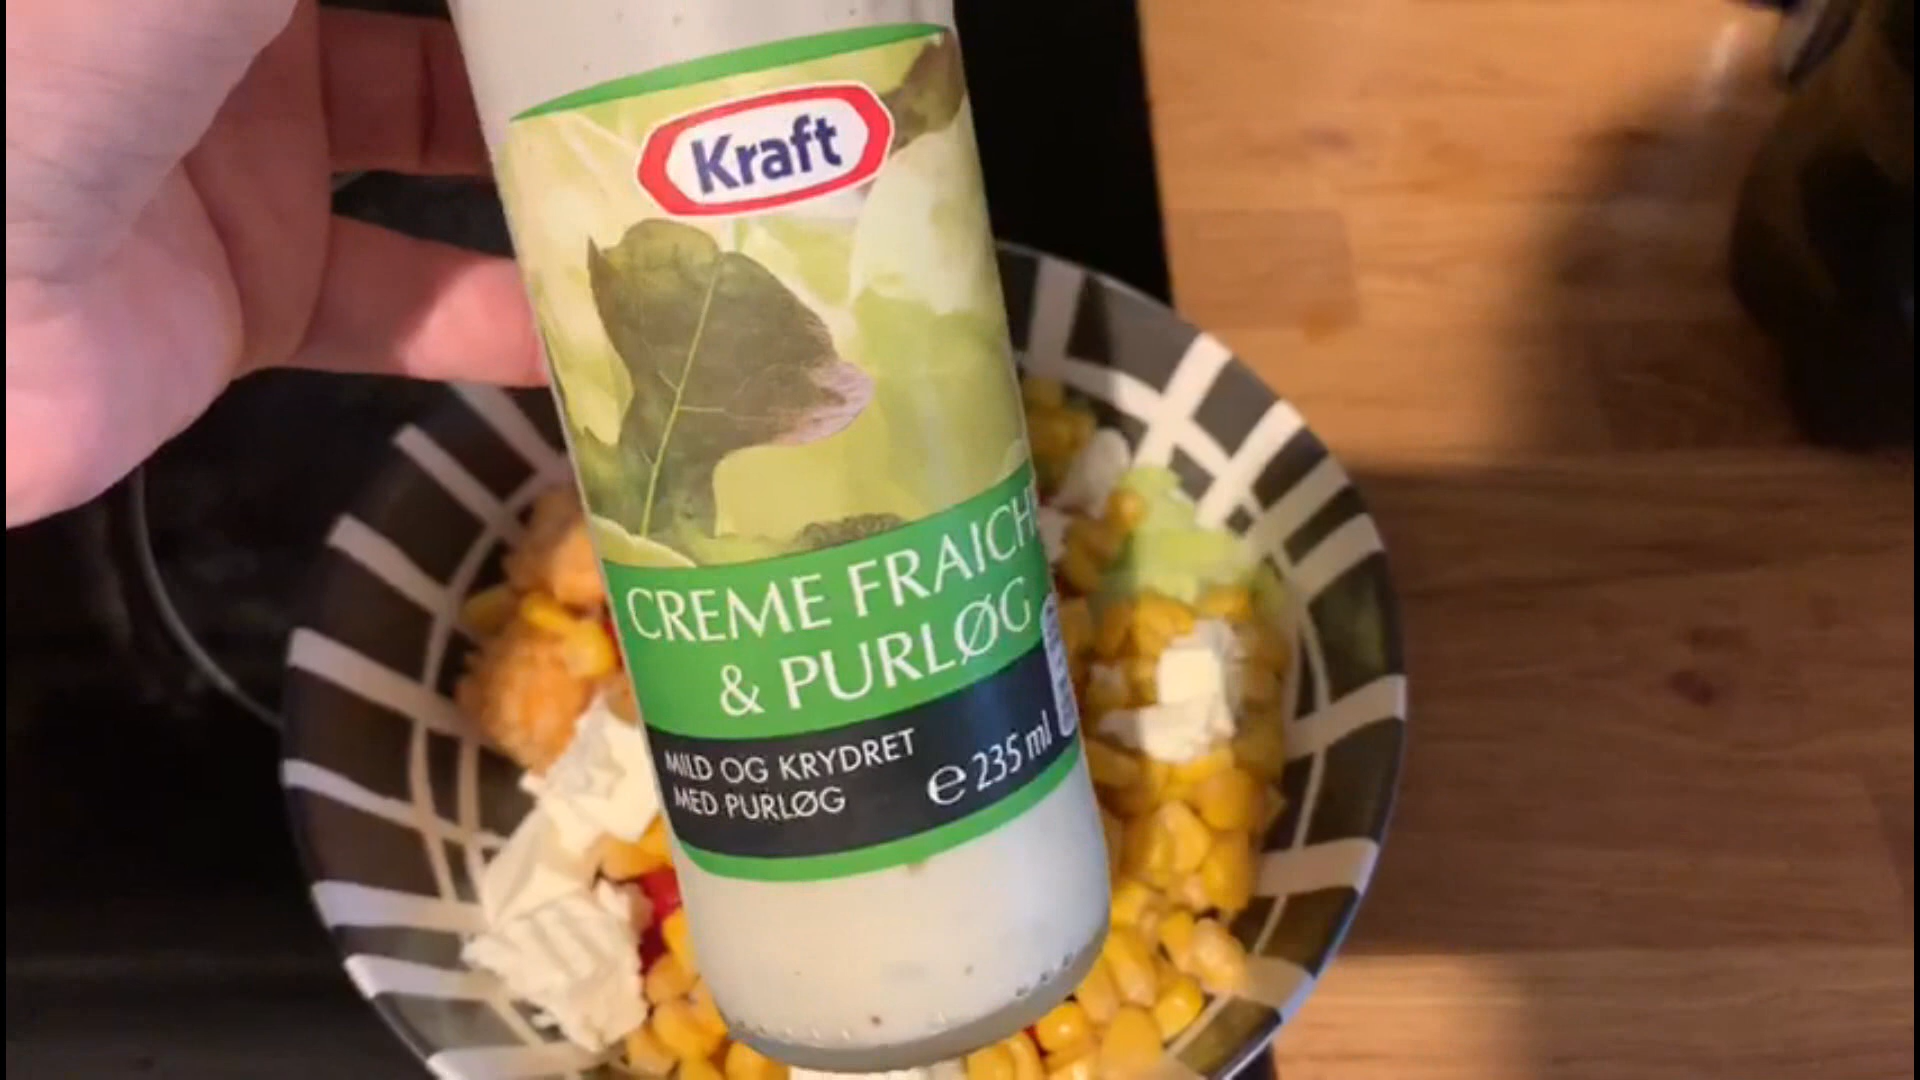 Kraft
CREME FRAICH
& PURLØG
MILD OG KRYDRET
MED PURLØG
e 235 ml